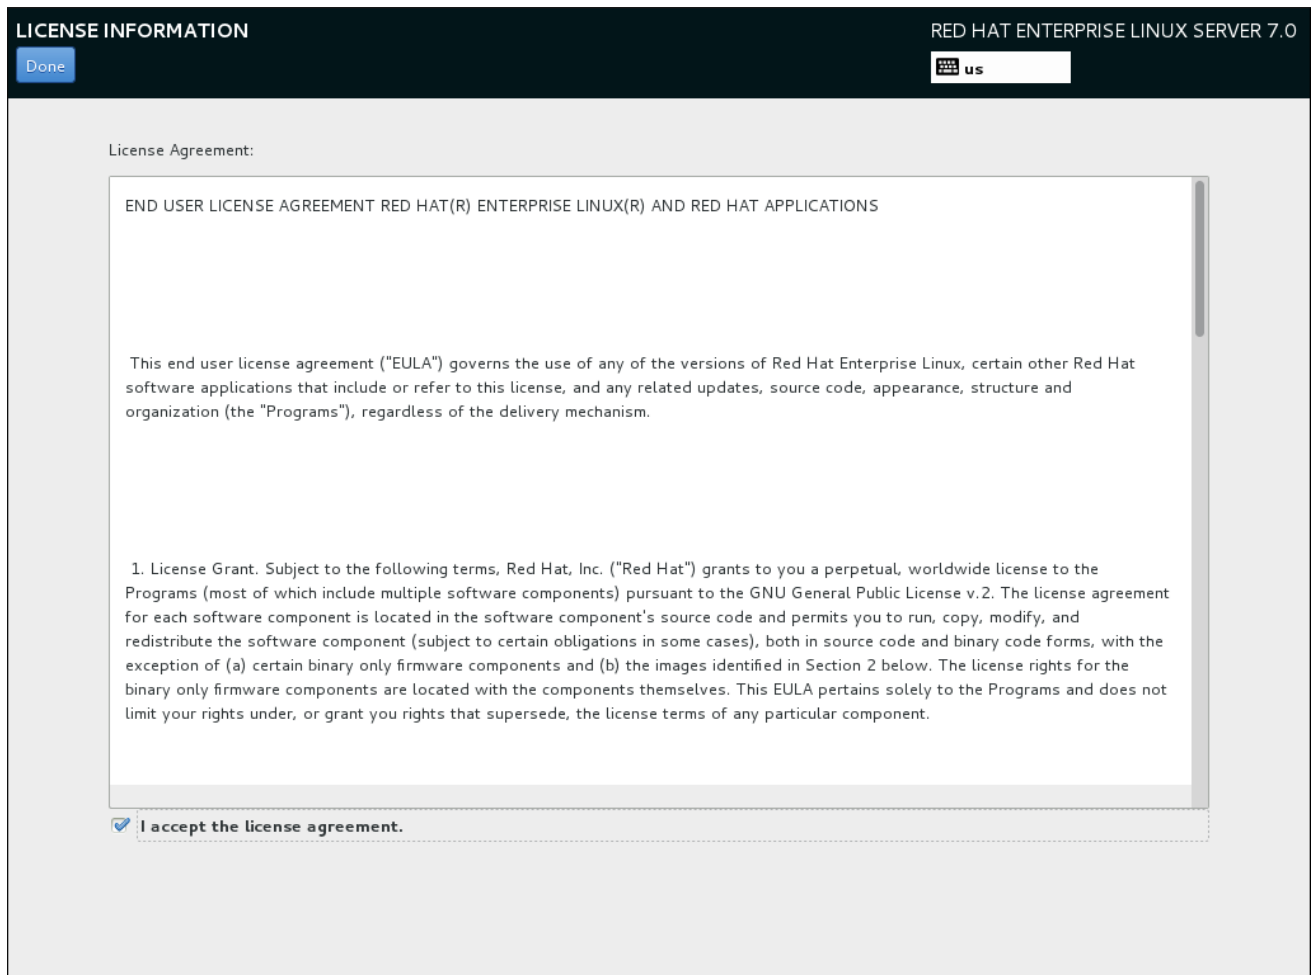 LICENSE INFORMATION
RED HAT ENTERPRISE LINUX SERVER 7.0
Done
us
License Agreement:
END USER LICENSE AGREEMENT RED HAT(R) ENTERPRISE LINUX(R) AND RED HAT APPLICATIONS
This end user license agreement ("EULA") governs the use of any of the versions of Red Hat Enterprise Linux, certain other Red Hat
software applications that include or refer to this license, and any related updates, source code, appearance, structure and
organization (the "Programs"), regardless of the delivery mechanism.
1. License Grant. Subject to the following terms, Red Hat, Inc. ("Red Hat") grants to you a perpetual, worldwide license to the
Programs (most of which include multiple software components) pursuant to the GNU General Public License v.2. The license agreement
for each software component is located in the software component's source code and permits you to run, copy, modify, and
redistribute the software component (subject to certain obligations in some cases), both in source code and binary code forms, with the
exception of (a) certain binary only firmware components and (b) the images identified in Section 2 below. The license rights for the
binary only firmware components are located with the components themselves. This EULA pertains solely to the Programs and does not
limit your rights under, or grant you rights that supersede, the license terms of any particular component.
I accept the license agreement.